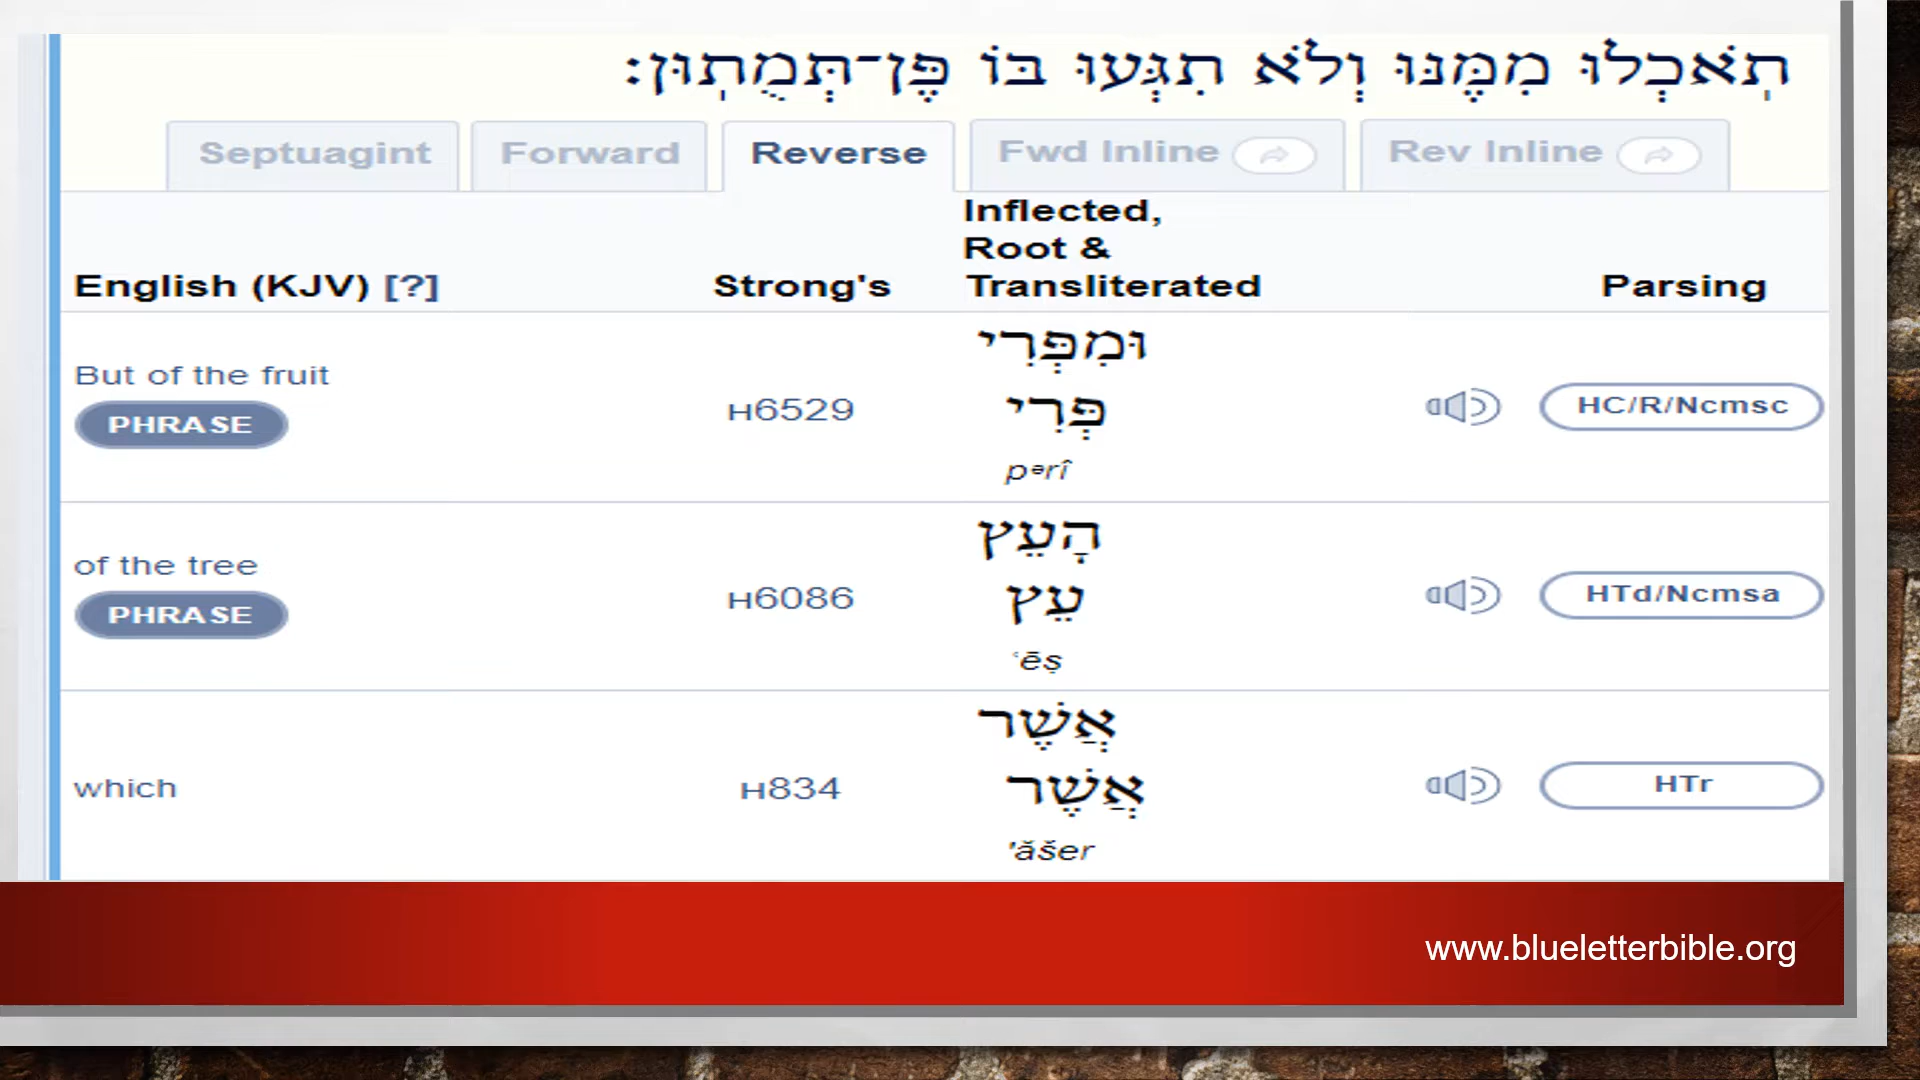 תֹאכְלוּ מִמֶּנּוּ וְלֹא תִגְּעוּ בּוֹ פֶּן־תְּמֻתוּן׃
Septuagint Forward Reverse Fwd Inline Rev Inline
English (KJV) [?] Strong's Inflected, Root & Transliterated Parsing
But of the fruit
PHRASE
H6529
וּמִפְּרִי
פְּרִי
pᵊrî
HC/R/Ncmsc
of the tree
PHRASE
H6086
הָעֵץ
עֵץ
ʿēṣ
HTd/Ncmsa
which
H834
אֲשֶׁר
אֲשֶׁר
'ăšer
HTr
www.blueletterbible.org